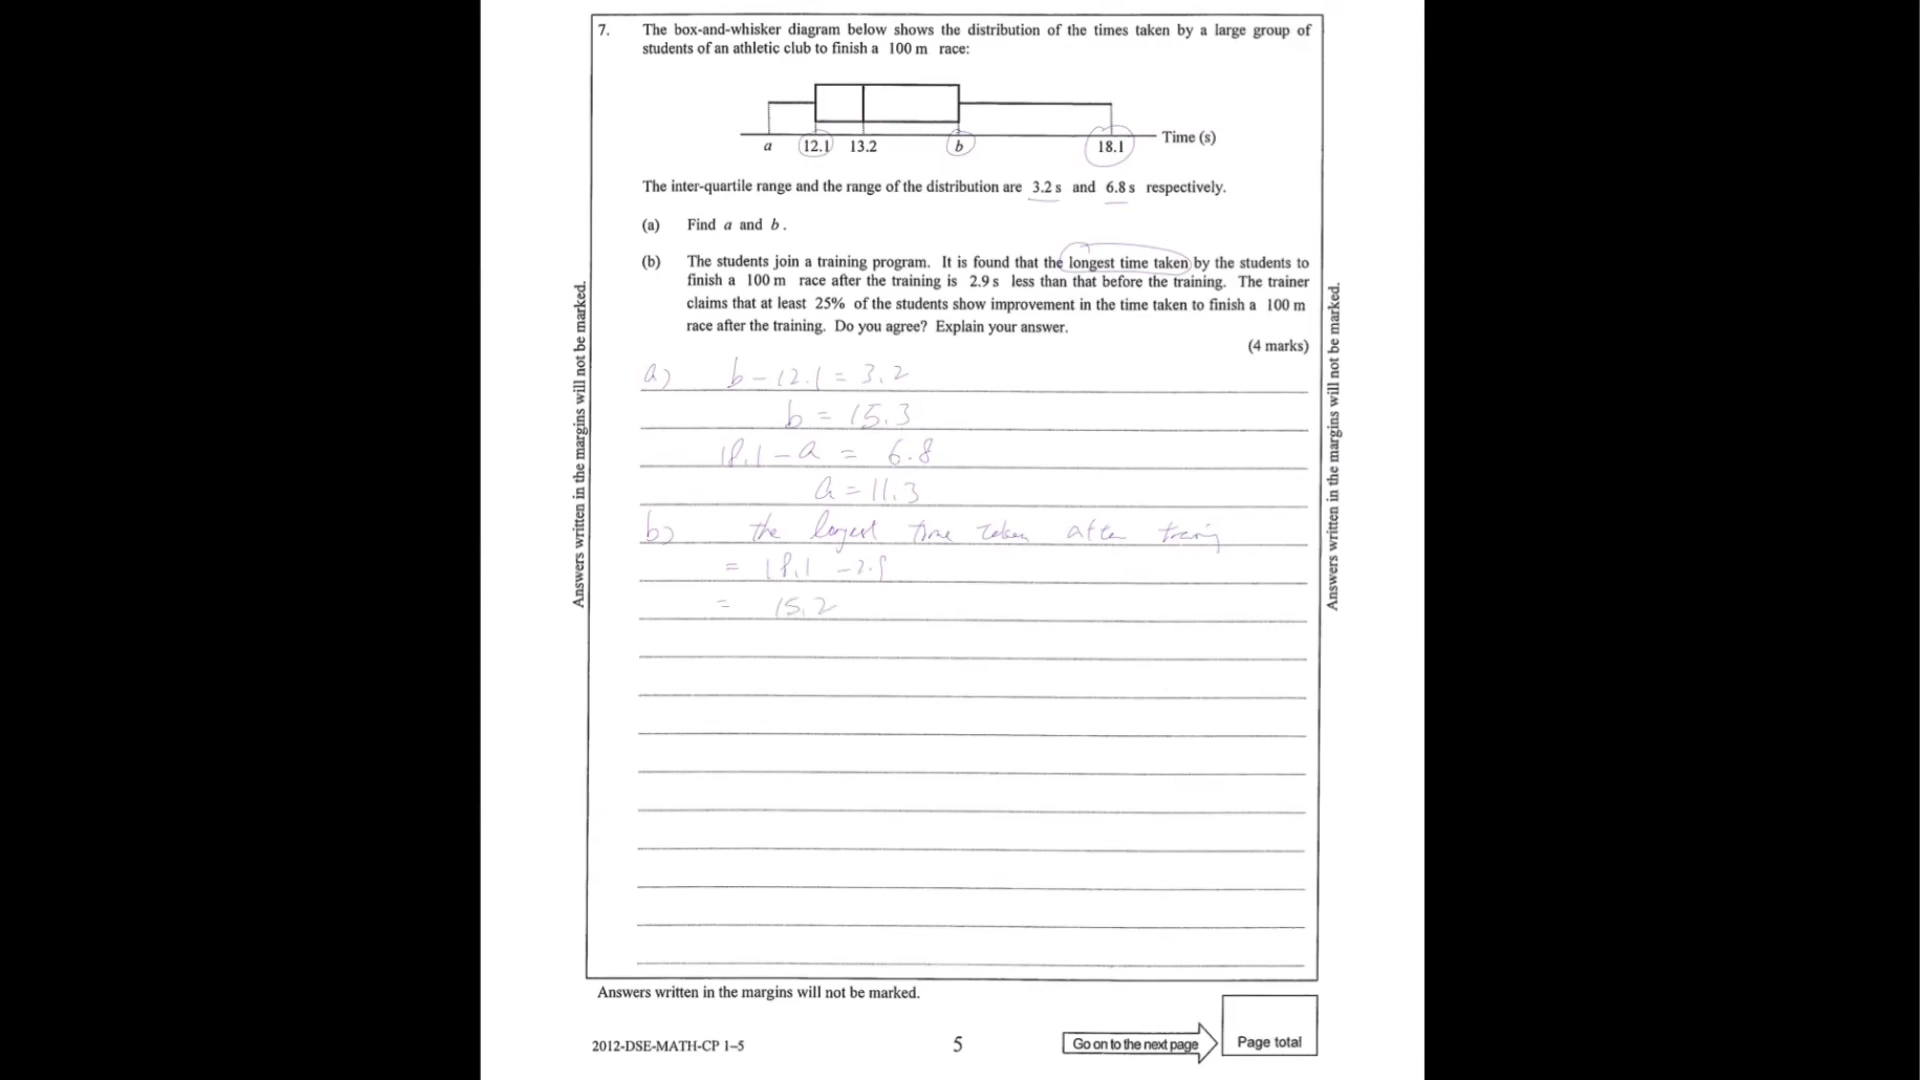 7. The box-and-whisker diagram below shows the distribution of the times taken by a large group of
students of an athletic club to finish a 100 m race:
Time (s)
a 12.1 13.2 b 18.1
The inter-quartile range and the range of the distribution are 3.2 s and 6.8 s respectively.
(a) Find a and b .
(b) The students join a training program. It is found that the longest time taken by the students to
finish a 100 m race after the training is 2.9 s less than that before the training. The trainer
claims that at least 25% of the students show improvement in the time taken to finish a 100 m
race after the training. Do you agree? Explain your answer.
(4 marks)
a) b - 12.1 = 3.2
b = 15.3
18.1 - a = 6.8
a = 11.3
b) the longest time taken after
= 18.1 - 2.9
= 15.2
Answers written in the margins will not be marked.
Answers written in the margins will not be marked.
Answers written in the margins will not be marked.
2012-DSE-MATH-CP 1–5
5
Go on to the next page
Page total